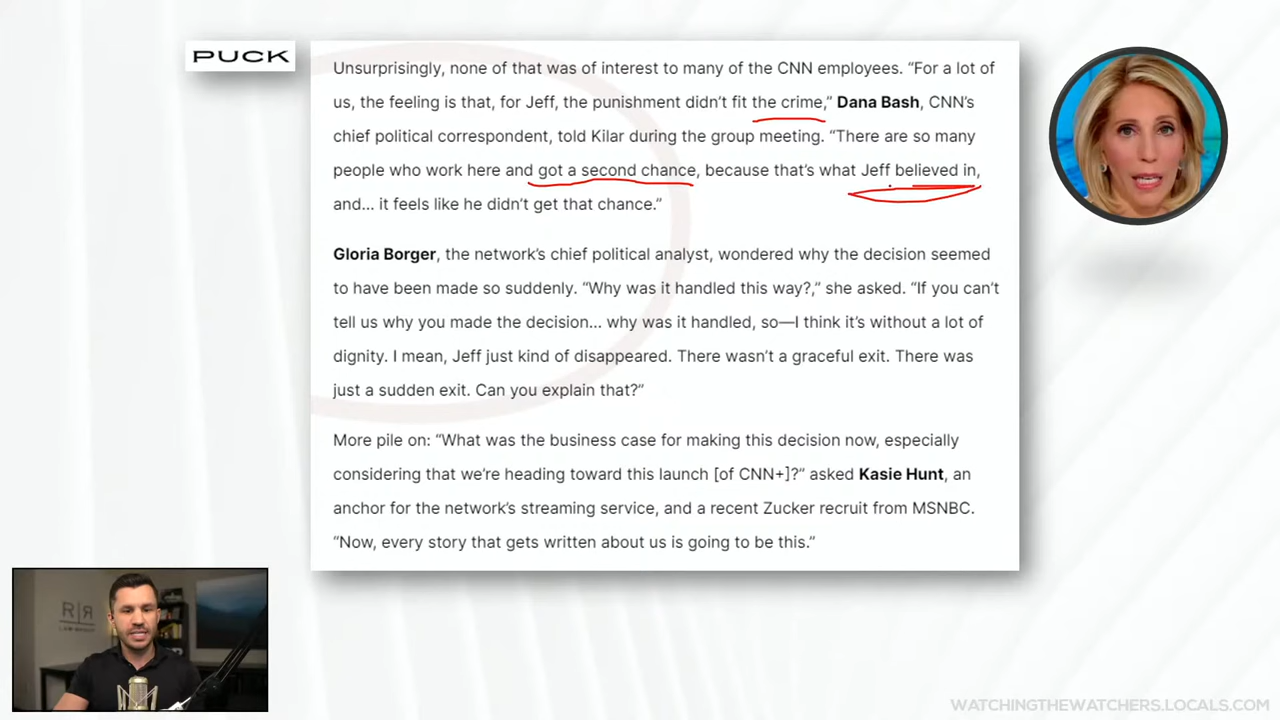 PUCK
Unsurprisingly, none of that was of interest to many of the CNN employees. “For a lot of
us, the feeling is that, for Jeff, the punishment didn’t fit the crime,” Dana Bash, CNN’s
chief political correspondent, told Kilar during the group meeting. “There are so many
people who work here and got a second chance, because that’s what Jeff believed in,
and... it feels like he didn’t get that chance.”
Gloria Borger, the network’s chief political analyst, wondered why the decision seemed
to have been made so suddenly. “Why was it handled this way?,” she asked. “If you can’t
tell us why you made the decision... why was it handled, so—I think it’s without a lot of
dignity. I mean, Jeff just kind of disappeared. There wasn’t a graceful exit. There was
just a sudden exit. Can you explain that?”
More pile on: “What was the business case for making this decision now, especially
considering that we’re heading toward this launch [of CNN+]?” asked Kasie Hunt, an
anchor for the network’s streaming service, and a recent Zucker recruit from MSNBC.
“Now, every story that gets written about us is going to be this.”
R|R
WATCHINGTHEWATCHERS.LOCALS.COM